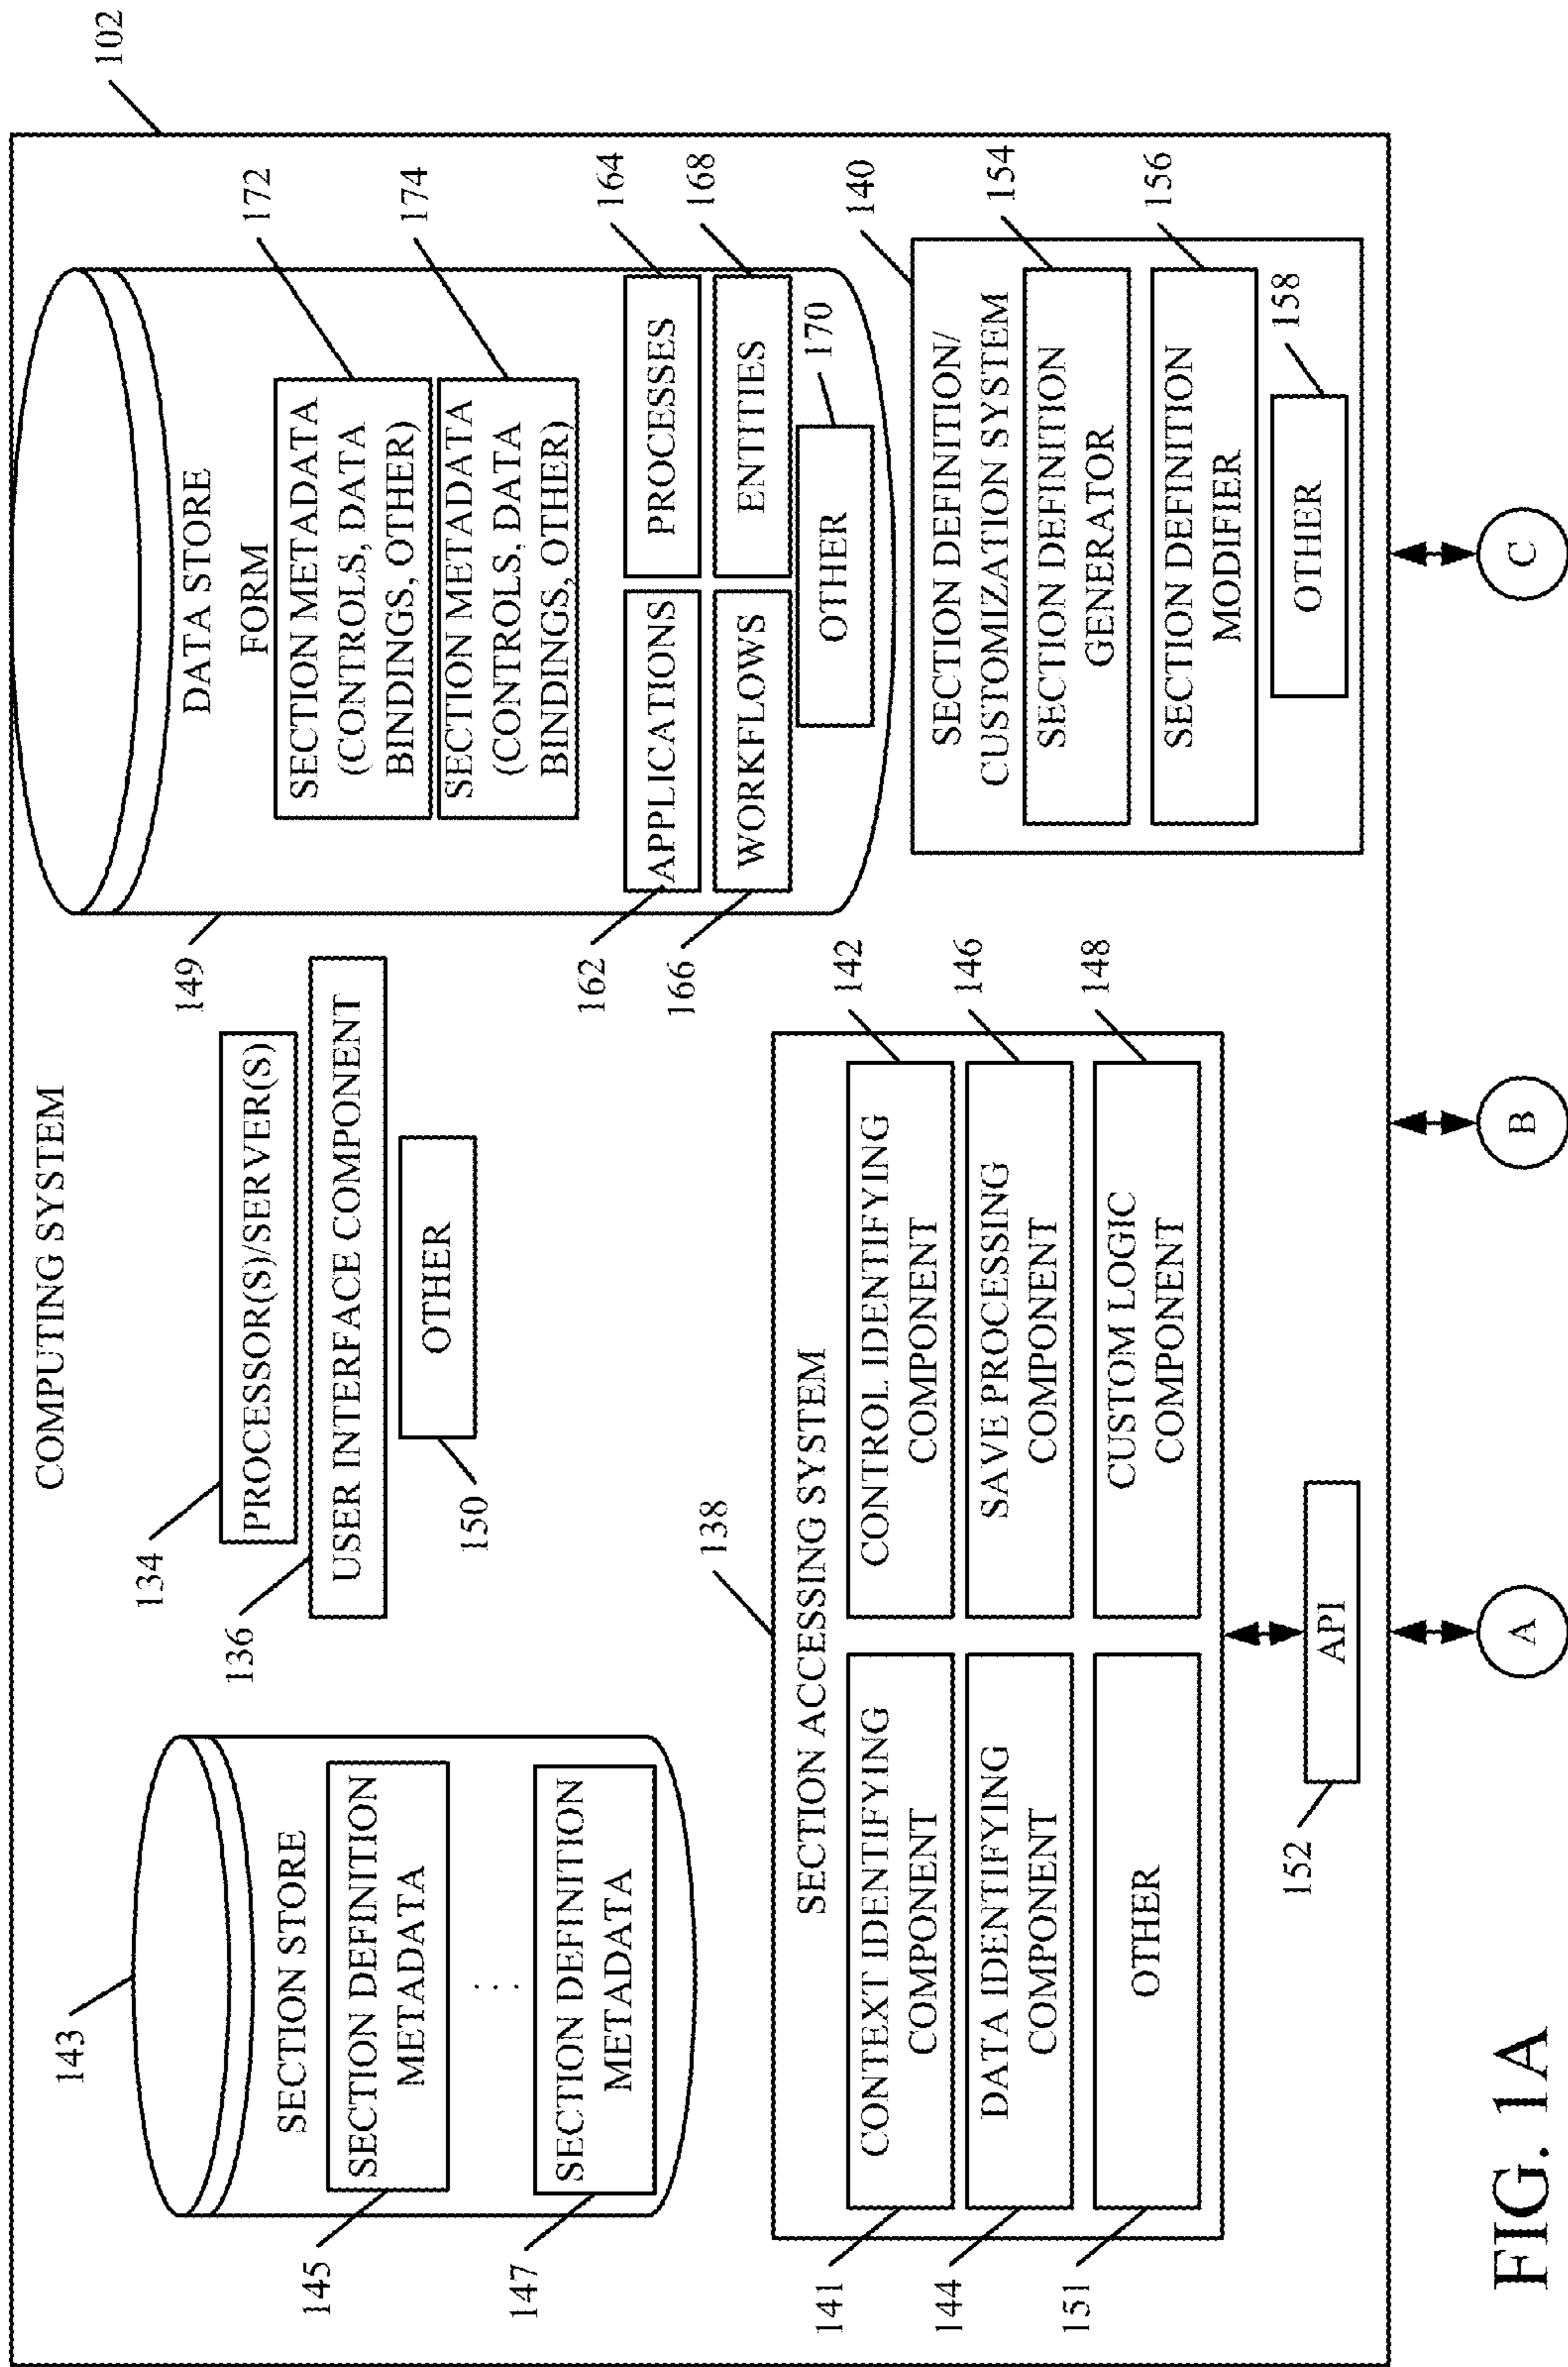 COMPUTING SYSTEM
102
143
SECTION STORE
SECTION DEFINITION
METADATA
145
. . .
SECTION DEFINITION
METADATA
147
134
PROCESSOR(S)/SERVER(S)
136
USER INTERFACE COMPONENT
OTHER
150
149
DATA STORE
FORM
SECTION METADATA
(CONTROLS, DATA
BINDINGS, OTHER)
172
SECTION METADATA
(CONTROLS, DATA
BINDINGS, OTHER)
174
162
APPLICATIONS
PROCESSES
164
166
WORKFLOWS
ENTITIES
168
OTHER
170
138
SECTION ACCESSING SYSTEM
141
CONTEXT IDENTIFYING
COMPONENT
CONTROL IDENTIFYING
COMPONENT
142
144
DATA IDENTIFYING
COMPONENT
SAVE PROCESSING
COMPONENT
146
151
OTHER
CUSTOM LOGIC
COMPONENT
148
152
API
140
SECTION DEFINITION/
CUSTOMIZATION SYSTEM
SECTION DEFINITION
GENERATOR
154
SECTION DEFINITION
MODIFIER
156
OTHER
158
A
B
C
FIG. 1A